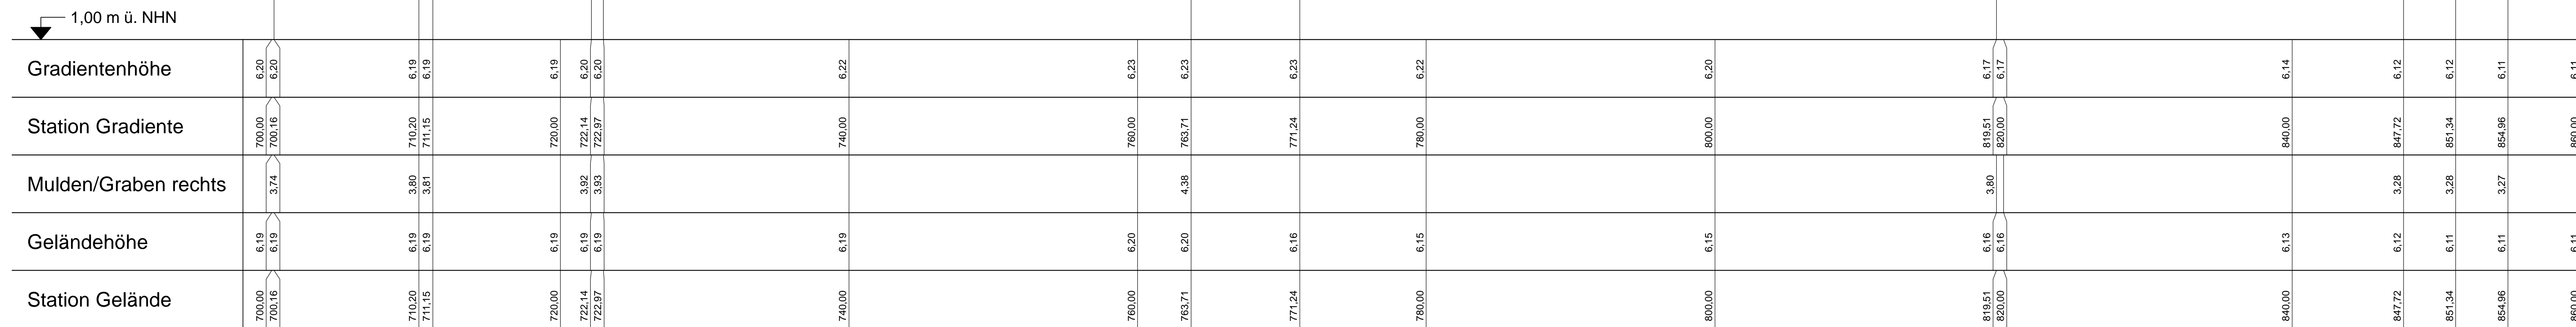 1,00 m ü. NHN
Gradientenhöhe 6,20 6,20 6,19 6,19 6,19 6,20 6,20 6,22 6,23 6,23 6,23 6,22 6,20 6,17 6,17 6,14 6,12 6,12 6,11 6,11
Station Gradiente 700,00 700,16 710,20 711,15 720,00 722,14 722,97 740,00 760,00 763,71 771,24 780,00 800,00 819,51 820,00 840,00 847,72 851,34 854,96 860,00
Mulden/Graben rechts 3,74 3,80 3,81 3,92 3,93 4,38 3,80 3,28 3,28 3,27
Geländehöhe 6,19 6,19 6,19 6,19 6,19 6,19 6,19 6,19 6,20 6,20 6,16 6,15 6,15 6,16 6,16 6,13 6,12 6,11 6,11 6,11
Station Gelände 700,00 700,16 710,20 711,15 720,00 722,14 722,97 740,00 760,00 763,71 771,24 780,00 800,00 819,51 820,00 840,00 847,72 851,34 854,96 860,00